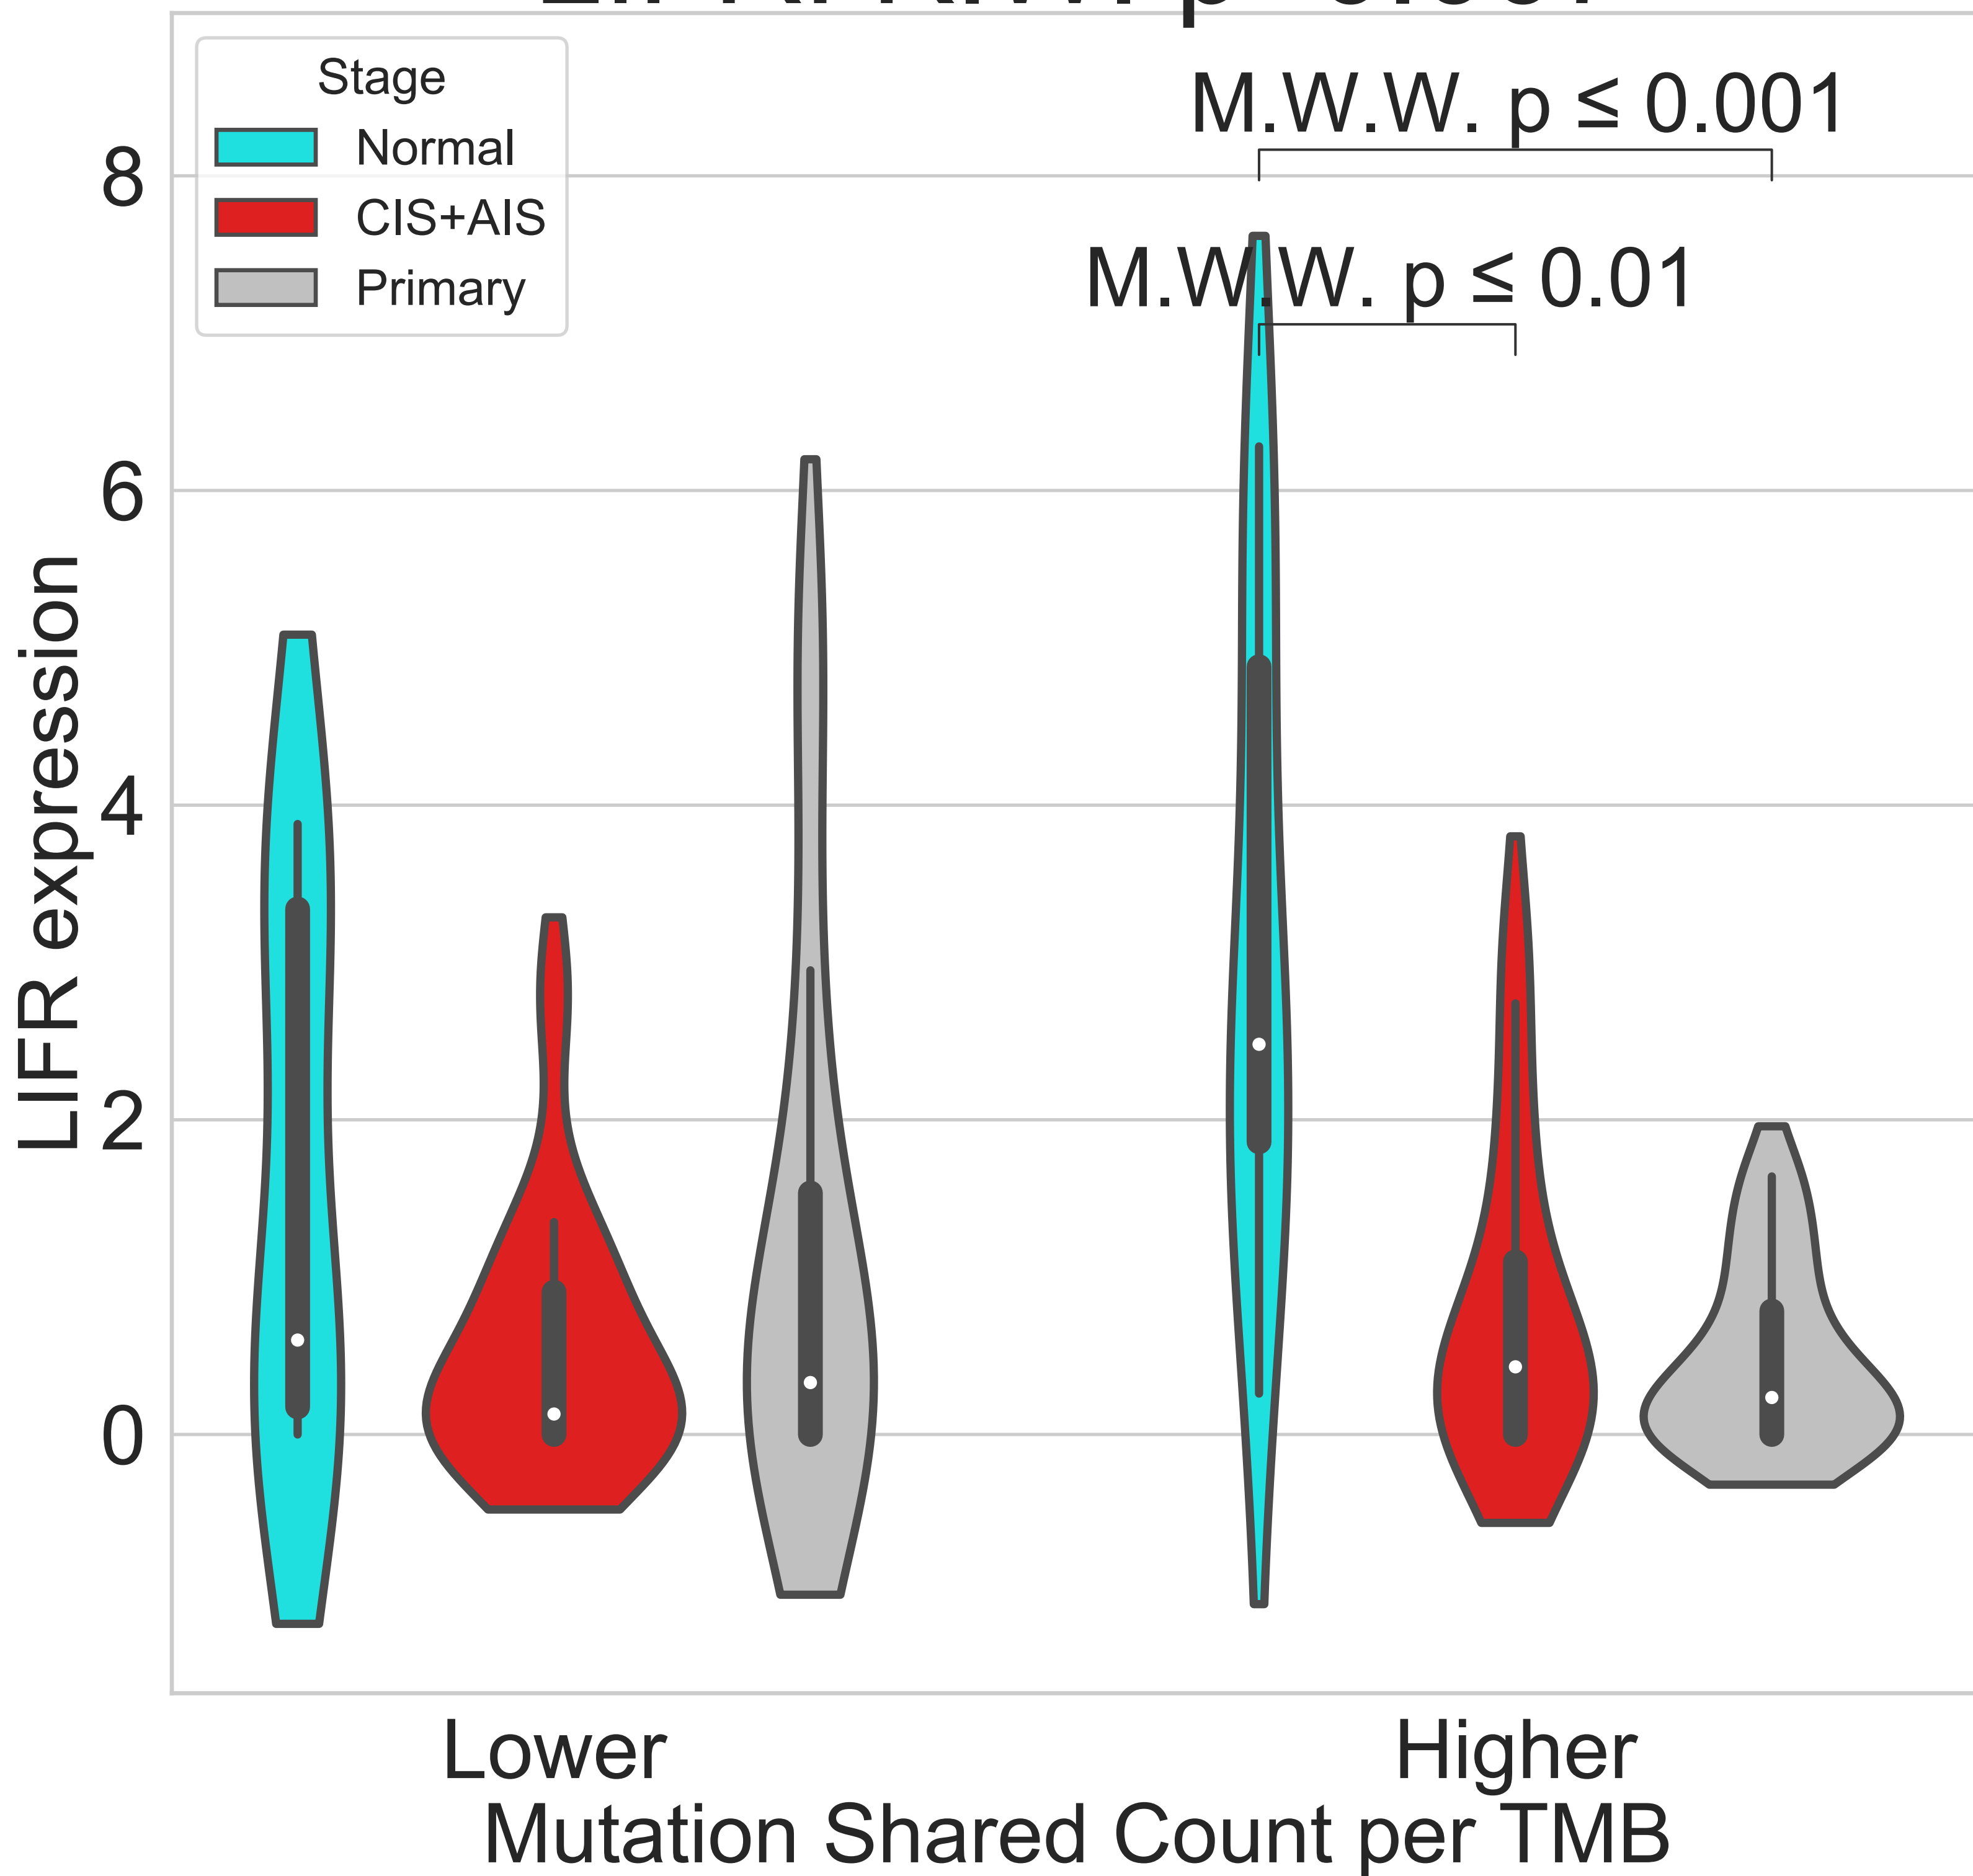 Stage
Normal
CIS+AIS
Primary
M.W.W. p ≤ 0.001
M.W.W. p ≤ 0.01
8
6
4
2
0
LIFR expression
Lower
Higher
Mutation Shared Count per TMB